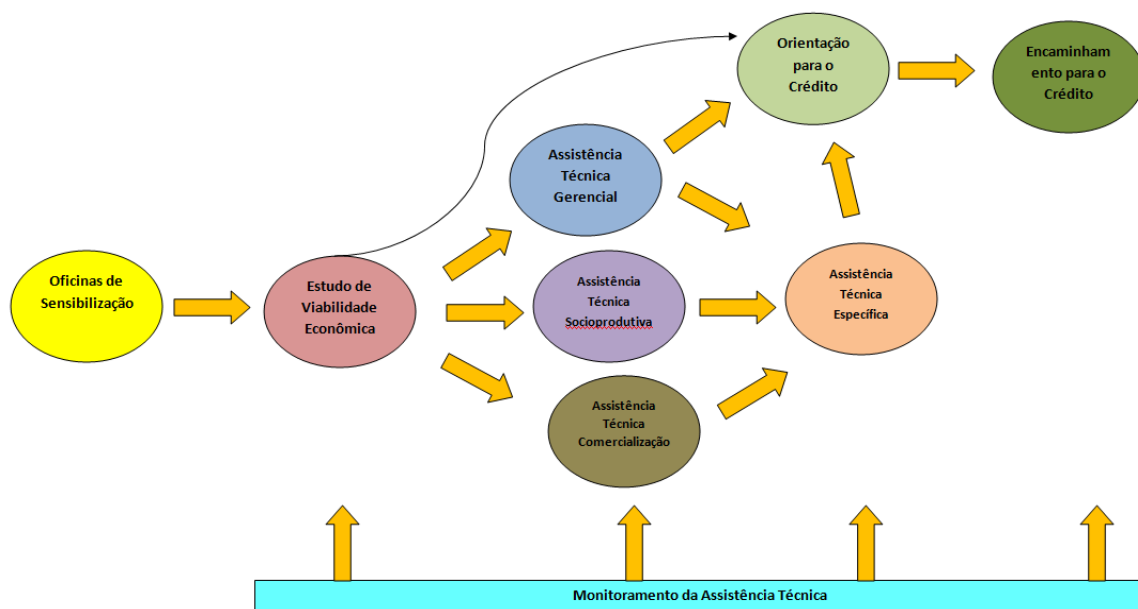 Oficinas de
Sensibilização
Estudo de
Viabilidade
Econômica
Assistência
Técnica
Gerencial
Assistência
Técnica
Socioprodutiva
Assistência
Técnica
Comercialização
Assistência
Técnica
Específica
Orientação
para o
Crédito
Encaminham
ento para o
Crédito
Monitoramento da Assistência Técnica